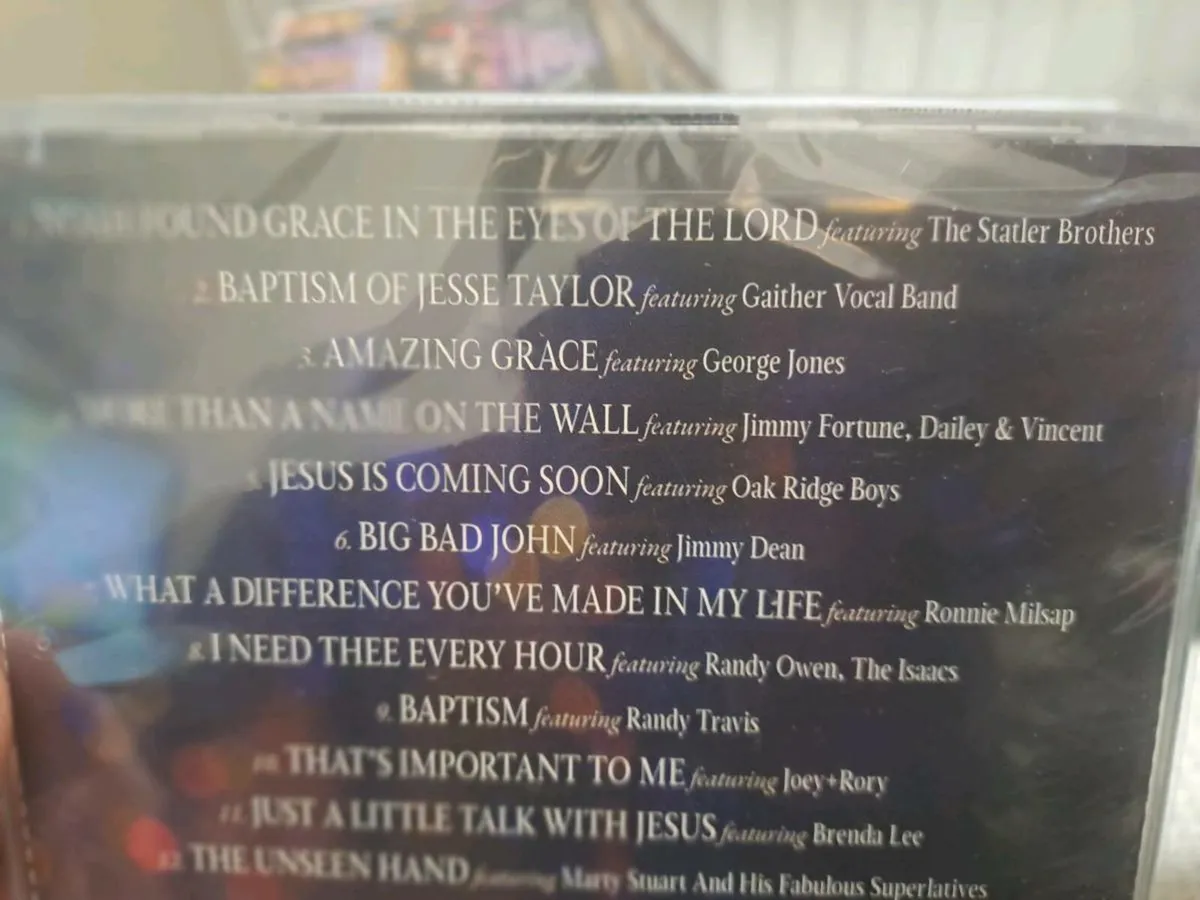 FOUND GRACE IN THE EYES OF THE LORD featuring The Statler Brothers
2. BAPTISM OF JESSE TAYLOR featuring Gaither Vocal Band
3. AMAZING GRACE featuring George Jones
MORE THAN A NAME ON THE WALL featuring Jimmy Fortune, Dailey & Vincent
JESUS IS COMING SOON featuring Oak Ridge Boys
6. BIG BAD JOHN featuring Jimmy Dean
WHAT A DIFFERENCE YOU'VE MADE IN MY LIFE featuring Ronnie Milsap
8. I NEED THEE EVERY HOUR featuring Randy Owen, The Isaacs
9. BAPTISM featuring Randy Travis
10. THAT'S IMPORTANT TO ME featuring Joey+Rory
11. JUST A LITTLE TALK WITH JESUS featuring Brenda Lee
12. THE UNSEEN HAND featuring Marty Stuart And His Fabulous Superlatives